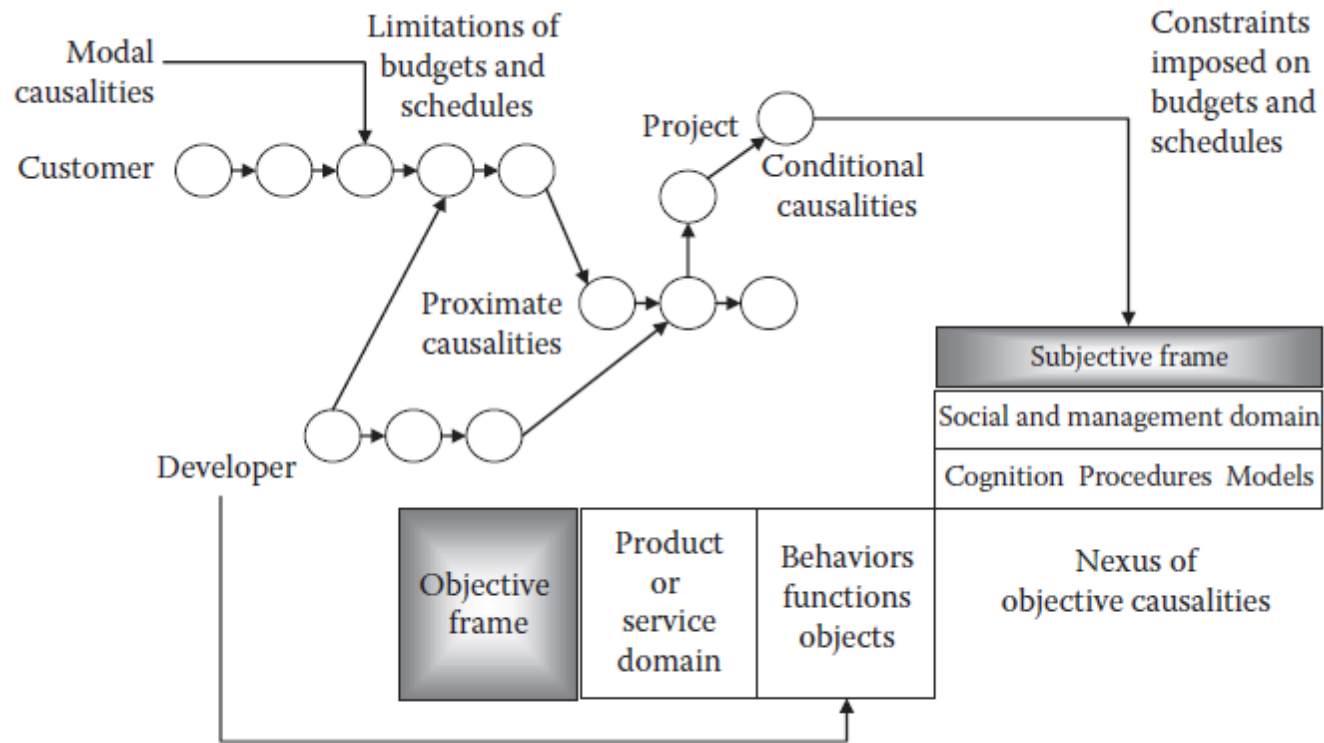 Modal
causalities
Limitations of
budgets and
schedules
Constraints
imposed on
budgets and
schedules
Customer
Project
Conditional
causalities
Proximate
causalities
Developer
Subjective frame
Social and management domain
Cognition Procedures Models
Objective
frame
Product
or
service
domain
Behaviors
functions
objects
Nexus of
objective causalities